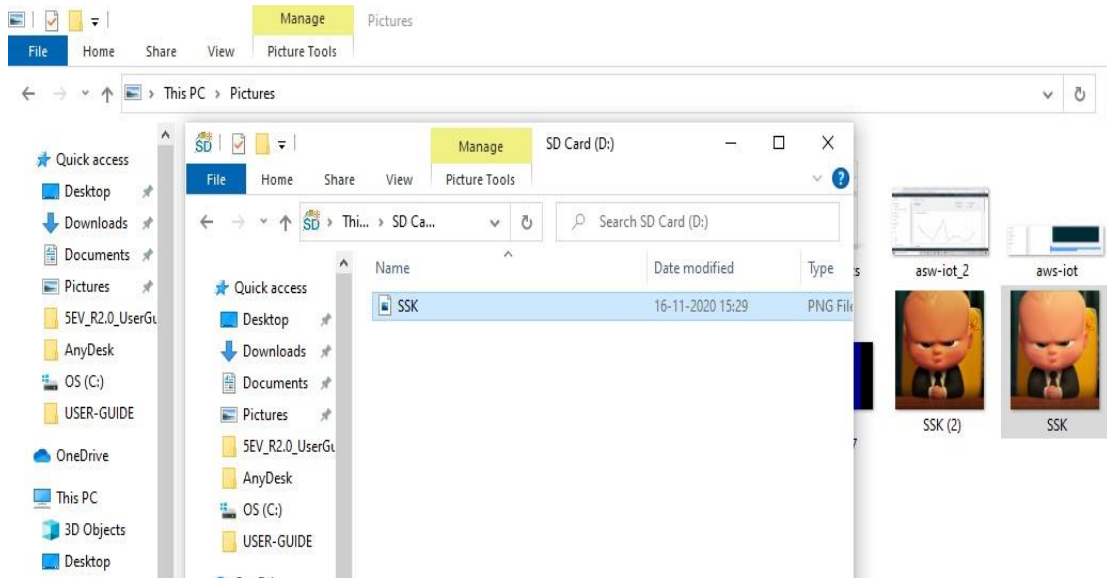 Manage
Pictures
File Home Share View Picture Tools
This PC > Pictures
Quick access
Desktop
Downloads
Documents
Pictures
5EV_R2.0_UserGu
AnyDesk
OS (C:)
USER-GUIDE
OneDrive
This PC
3D Objects
Desktop
SD
Manage
SD Card (D:)
File Home Share View Picture Tools
SD > Thi... > SD Ca...
Search SD Card (D:)
Name Date modified Type
SSK 16-11-2020 15:29 PNG File
Quick access
Desktop
Downloads
Documents
Pictures
5EV_R2.0_UserGu
AnyDesk
OS (C:)
USER-GUIDE
asw-iot_2
aws-iot
SSK (2)
SSK